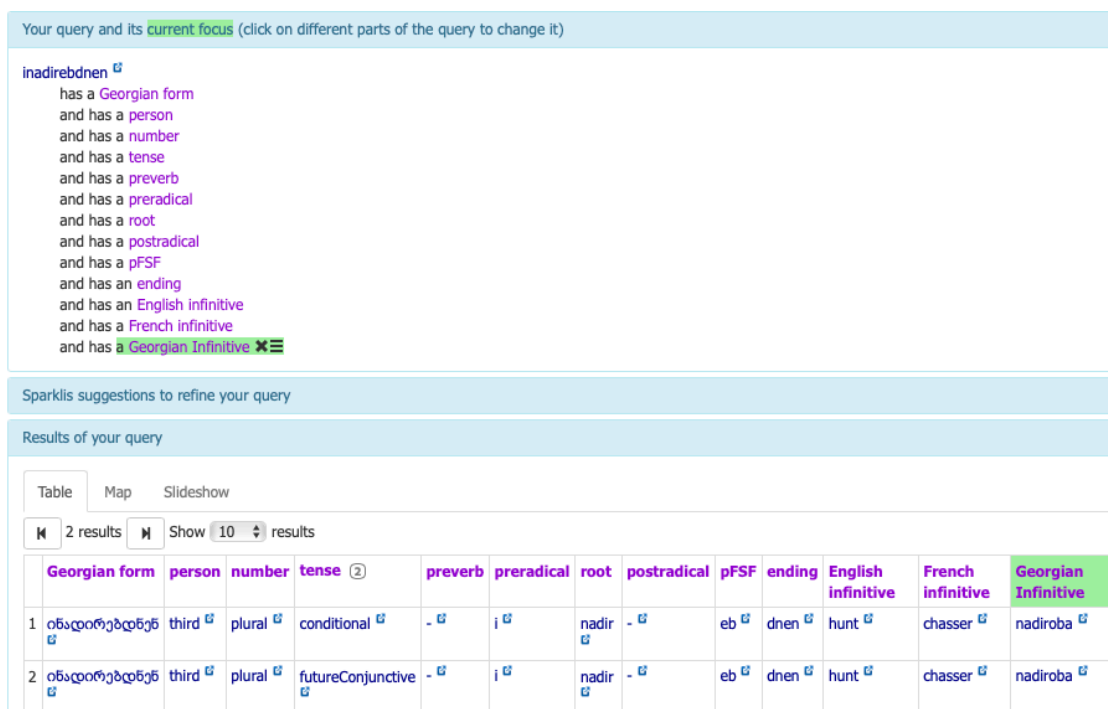 Your query and its current focus (click on different parts of the query to change it)
inadirebdnen
has a Georgian form
and has a person
and has a number
and has a tense
and has a preverb
and has a preradical
and has a root
and has a postradical
and has a pFSF
and has an ending
and has an English infinitive
and has a French infinitive
and has a Georgian Infinitive
Sparklis suggestions to refine your query
Results of your query
Table Map Slideshow
2 results Show 10 results
Georgian form person number tense 2 preverb preradical root postradical pFSF ending English infinitive French infinitive Georgian Infinitive
1 ინადირებდნენ third plural conditional - i nadir - eb dnen hunt chasser nadiroba
2 ინადირებდნენ third plural futureConjunctive - i nadir - eb dnen hunt chasser nadiroba